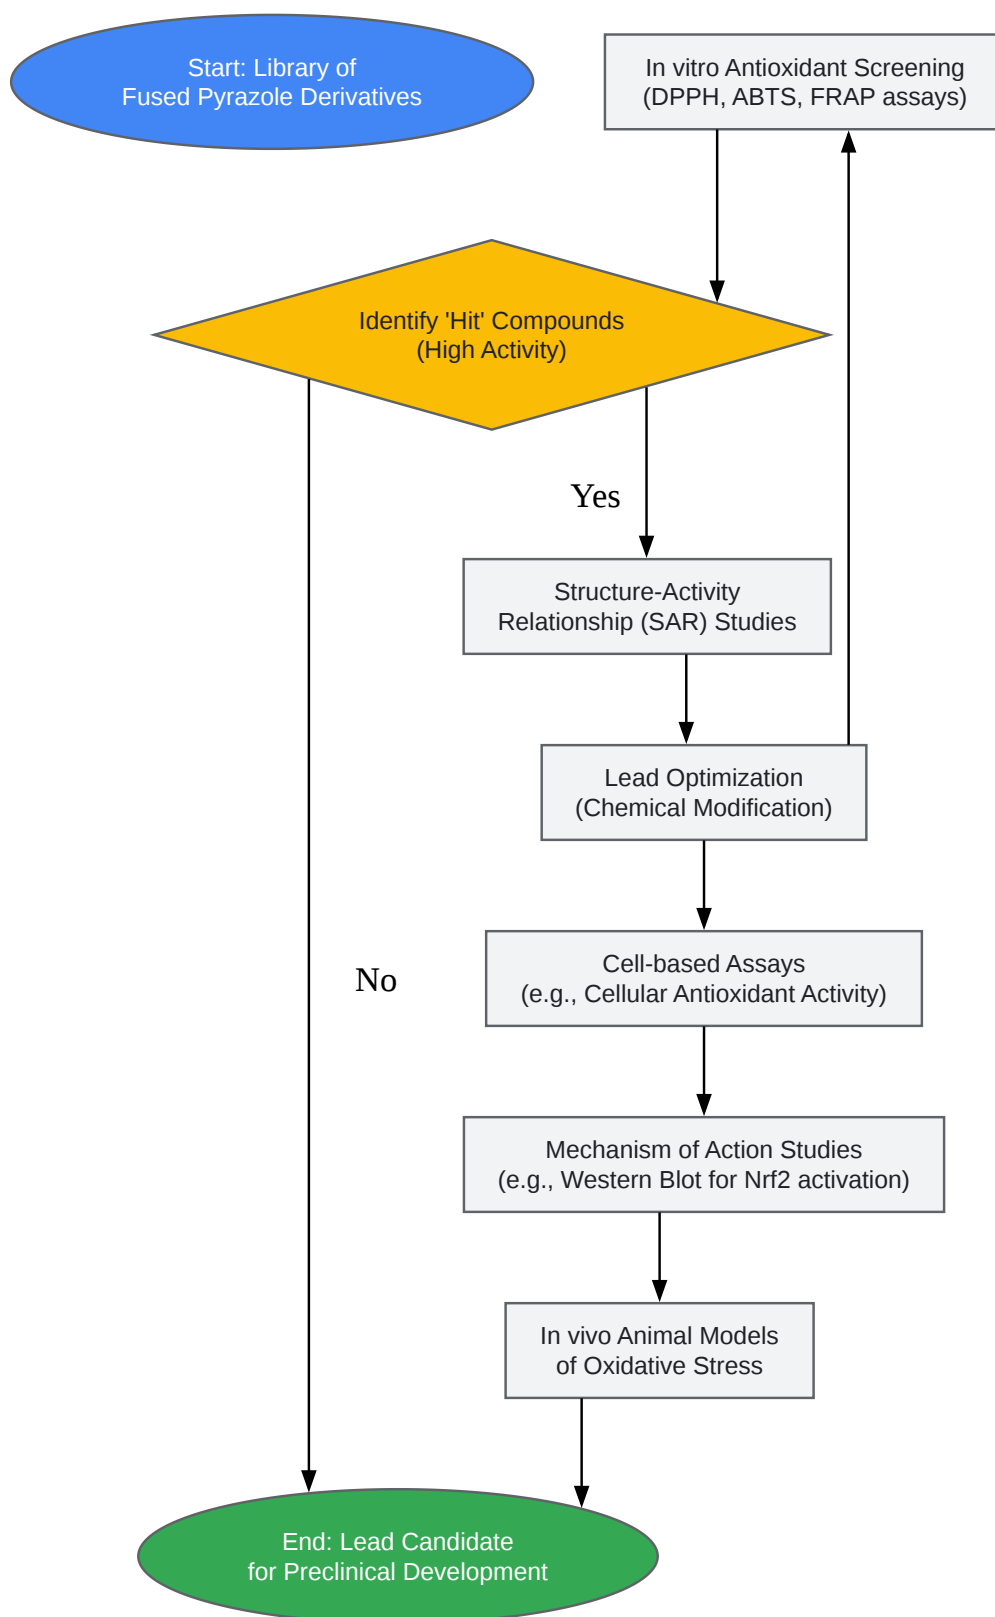 Start: Library of
Fused Pyrazole Derivatives
In vitro Antioxidant Screening
(DPPH, ABTS, FRAP assays)
Identify 'Hit' Compounds
(High Activity)
Yes
Structure-Activity
Relationship (SAR) Studies
Lead Optimization
(Chemical Modification)
Cell-based Assays
(e.g., Cellular Antioxidant Activity)
No
Mechanism of Action Studies
(e.g., Western Blot for Nrf2 activation)
In vivo Animal Models
of Oxidative Stress
End: Lead Candidate
for Preclinical Development